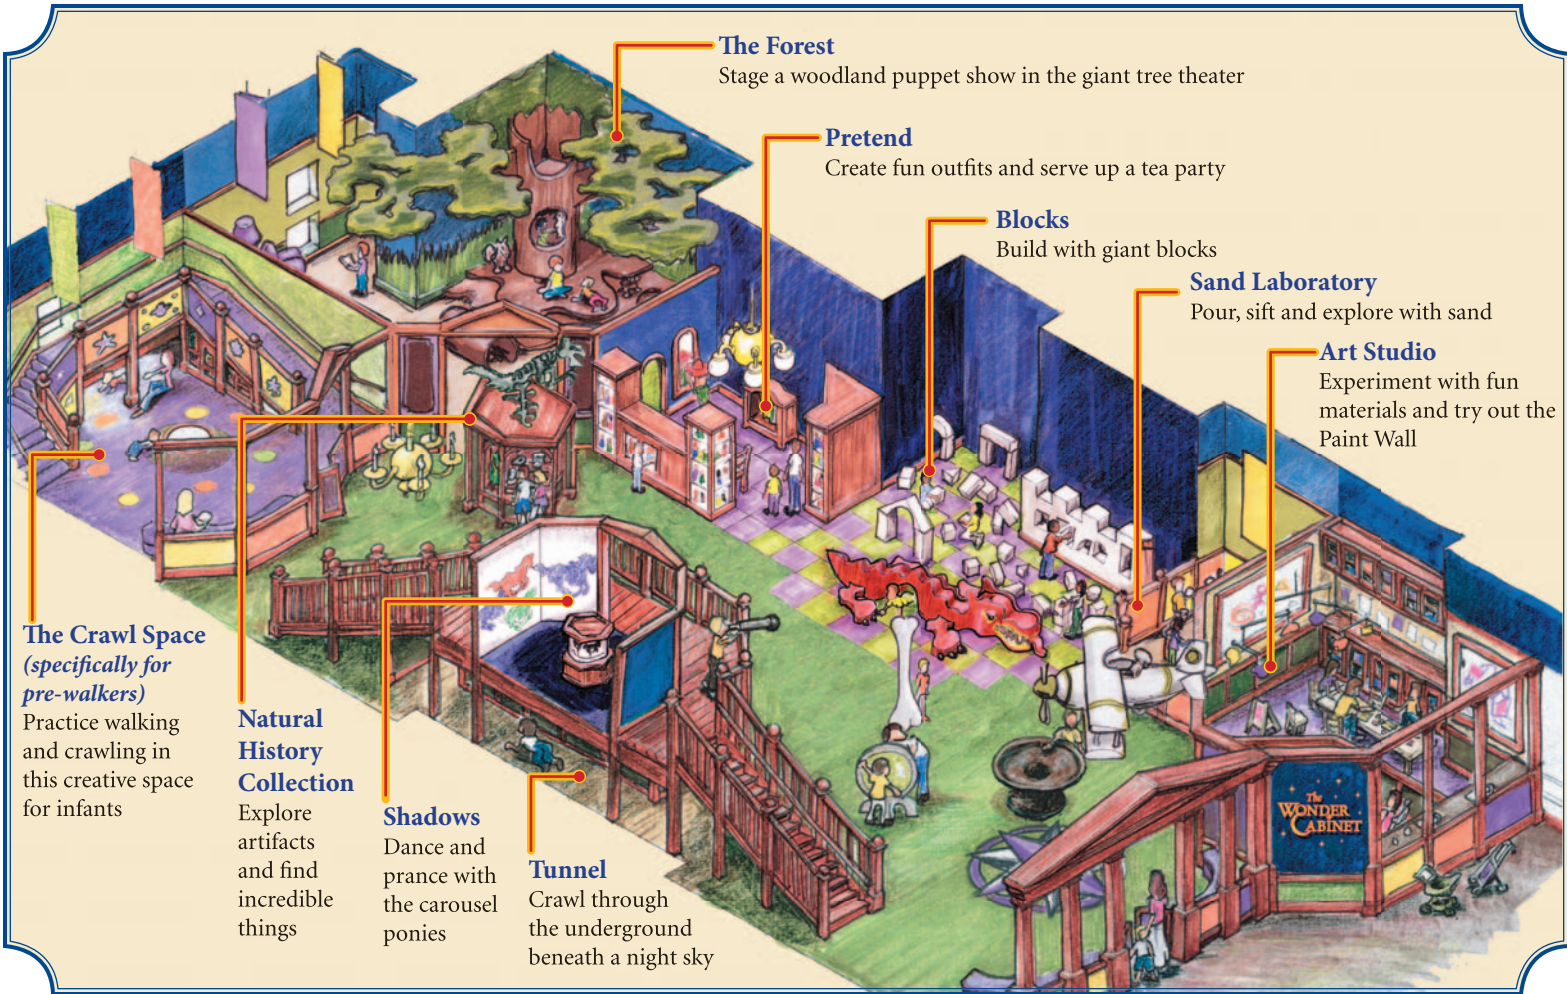 The Forest
Stage a woodland puppet show in the giant tree theater
Pretend
Create fun outfits and serve up a tea party
Blocks
Build with giant blocks
Sand Laboratory
Pour, sift and explore with sand
Art Studio
Experiment with fun
materials and try out the
Paint Wall
The Crawl Space
(specifically for
pre-walkers)
Practice walking
and crawling in
this creative space
for infants
Natural
History
Collection
Explore
artifacts
and find
incredible
things
Shadows
Dance and
prance with
the carousel
ponies
Tunnel
Crawl through
the underground
beneath a night sky
The
WONDER
CABINET